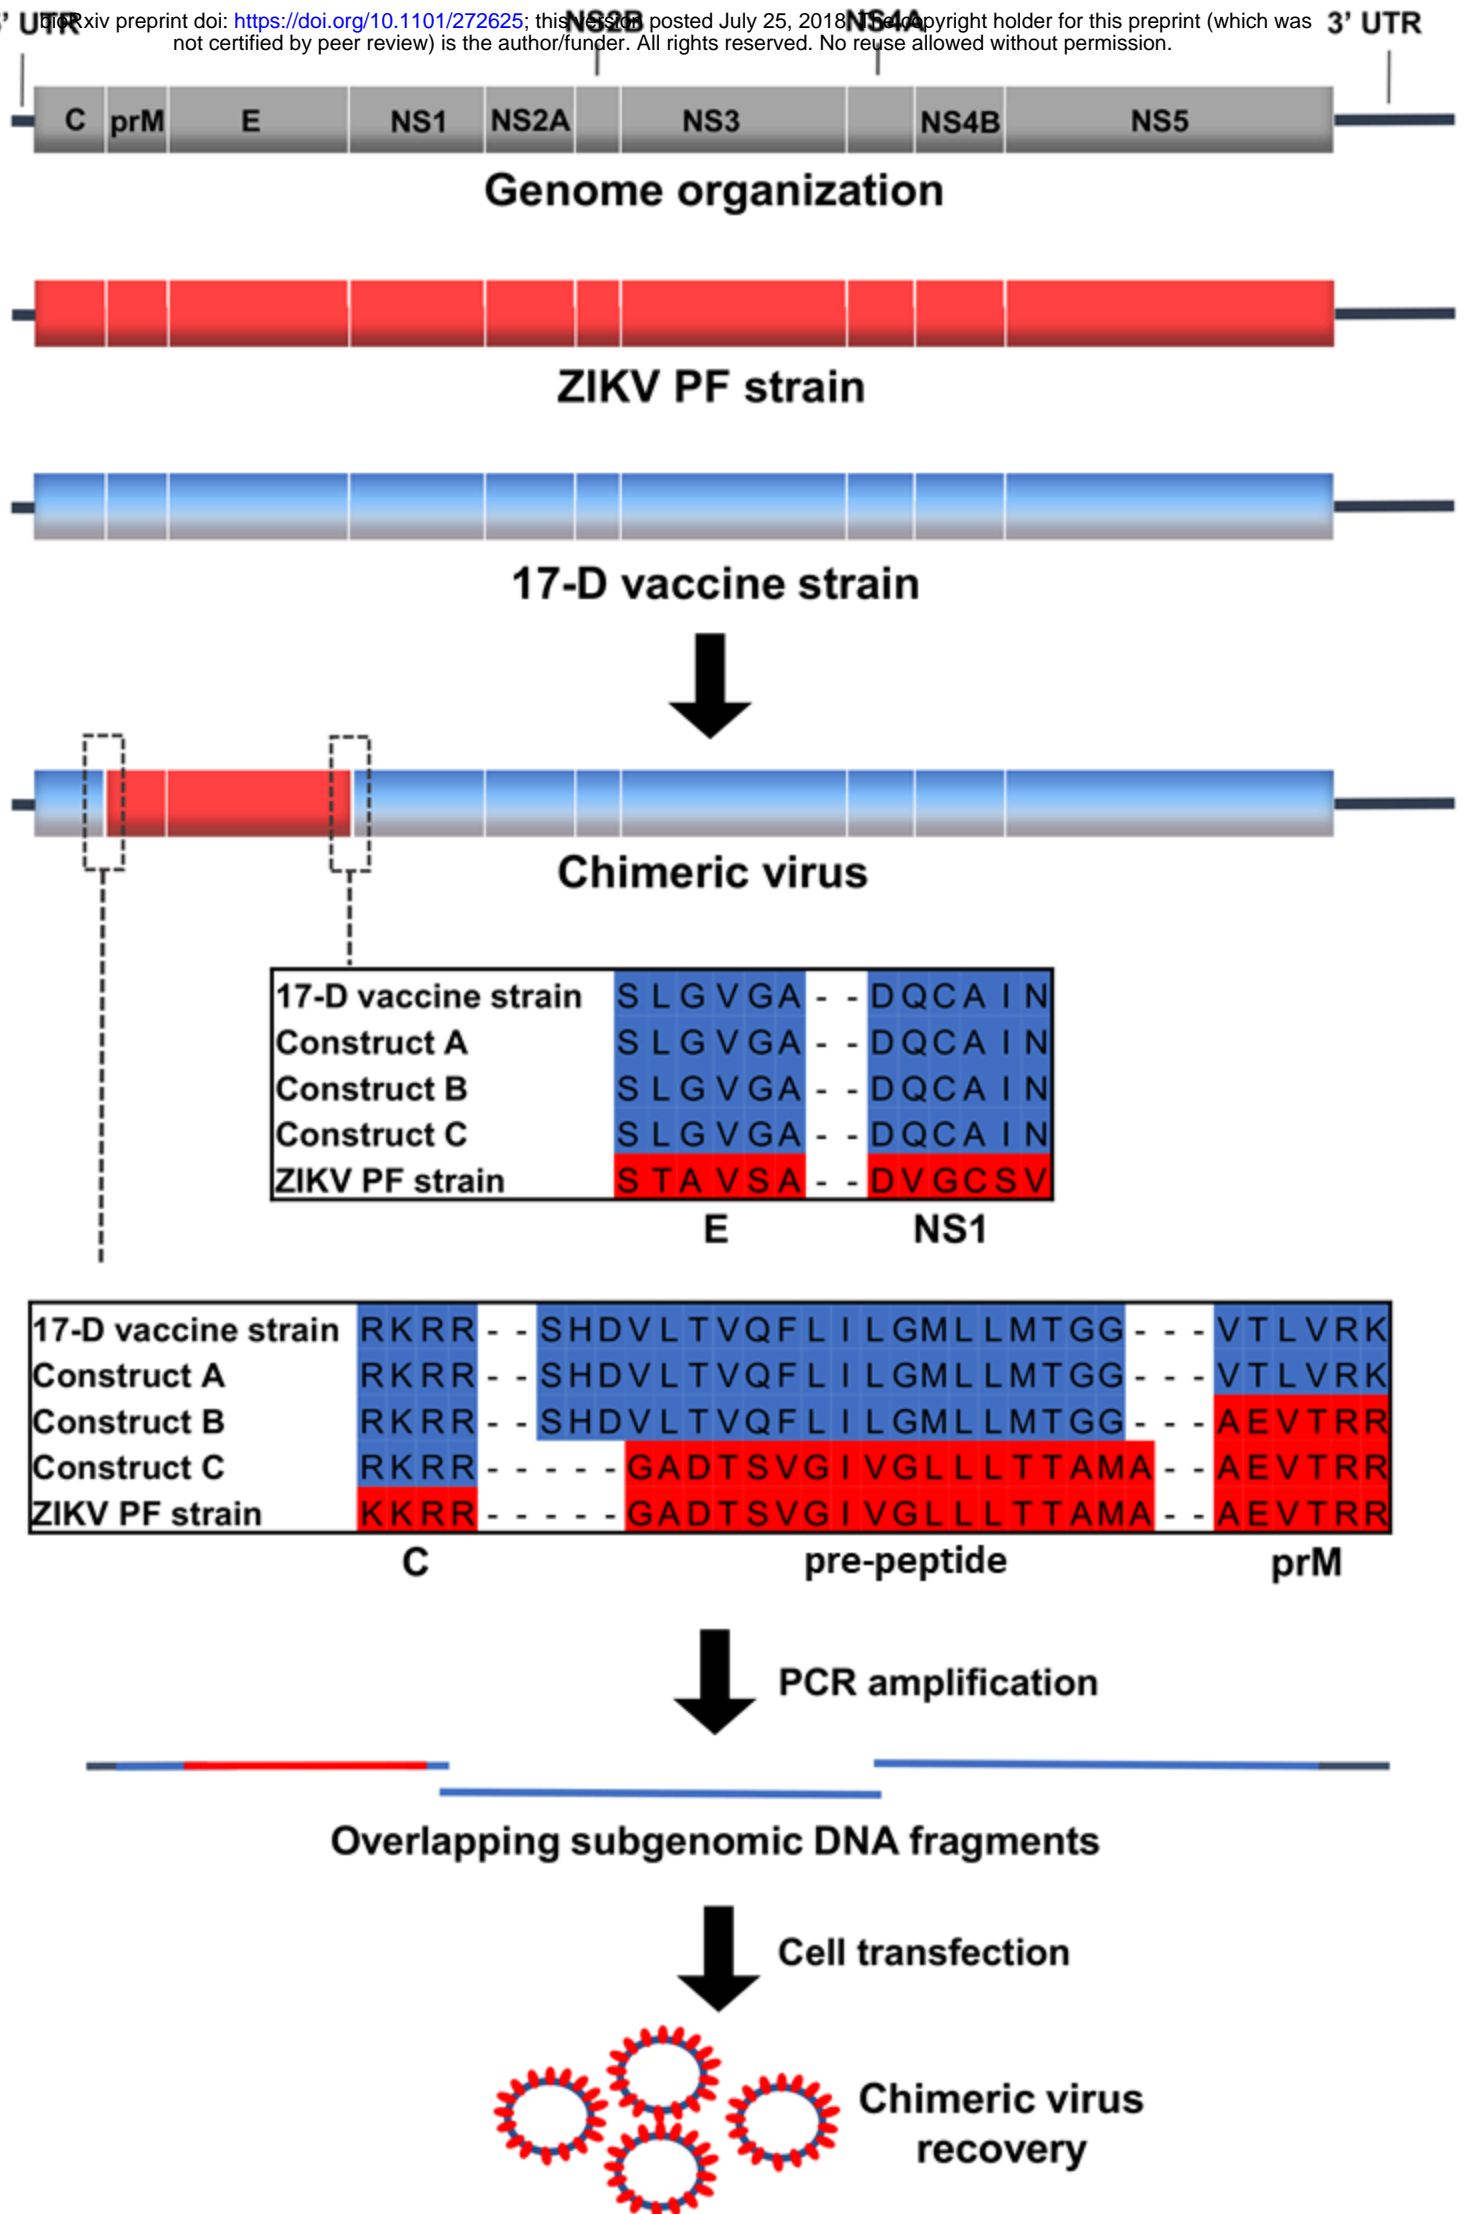 bioRxiv preprint doi: https://doi.org/10.1101/272625; this version posted July 25, 2018. The copyright holder for this preprint (which was
not certified by peer review) is the author/funder. All rights reserved. No reuse allowed without permission.
' UTR NS2B NS4A 3' UTR
C prM E NS1 NS2A NS3 NS4B NS5
Genome organization
ZIKV PF strain
17-D vaccine strain
Chimeric virus
17-D vaccine strain S L G V G A - - D Q C A I N
Construct A S L G V G A - - D Q C A I N
Construct B S L G V G A - - D Q C A I N
Construct C S L G V G A - - D Q C A I N
ZIKV PF strain S T A V S A - - D V G C S V
E NS1
17-D vaccine strain R K R R - - S H D V L T V Q F L I L G M L L M T G G - - - V T L V R K
Construct A R K R R - - S H D V L T V Q F L I L G M L L M T G G - - - V T L V R K
Construct B R K R R - - S H D V L T V Q F L I L G M L L M T G G - - - A E V T R R
Construct C R K R R - - - - - G A D T S V G I V G L L L T T A M A - - A E V T R R
ZIKV PF strain K K R R - - - - - G A D T S V G I V G L L L T T A M A - - A E V T R R
C pre-peptide prM
PCR amplification
Overlapping subgenomic DNA fragments
Cell transfection
Chimeric virus
recovery